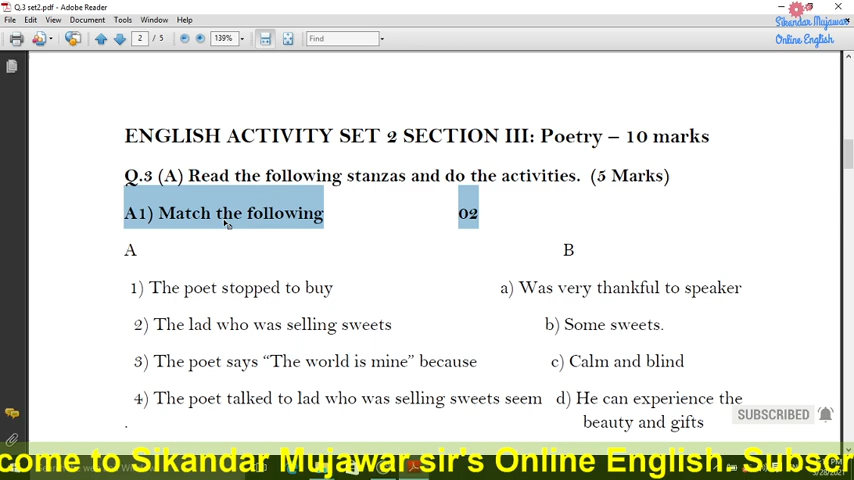 Q.3 set2.pdf - Adobe Reader
File Edit View Document Tools Window Help
Sikandar Mujawar
Online English
2 / 5 139% Find
ENGLISH ACTIVITY SET 2 SECTION III: Poetry – 10 marks
Q.3 (A) Read the following stanzas and do the activities. (5 Marks)
A1) Match the following 02
A B
1) The poet stopped to buy a) Was very thankful to speaker
2) The lad who was selling sweets b) Some sweets.
3) The poet says “The world is mine” because c) Calm and blind
4) The poet talked to lad who was selling sweets seem d) He can experience the
. beauty and gifts
SUBSCRIBED
come to Sikandar Mujawar sir's Online English. Subscr